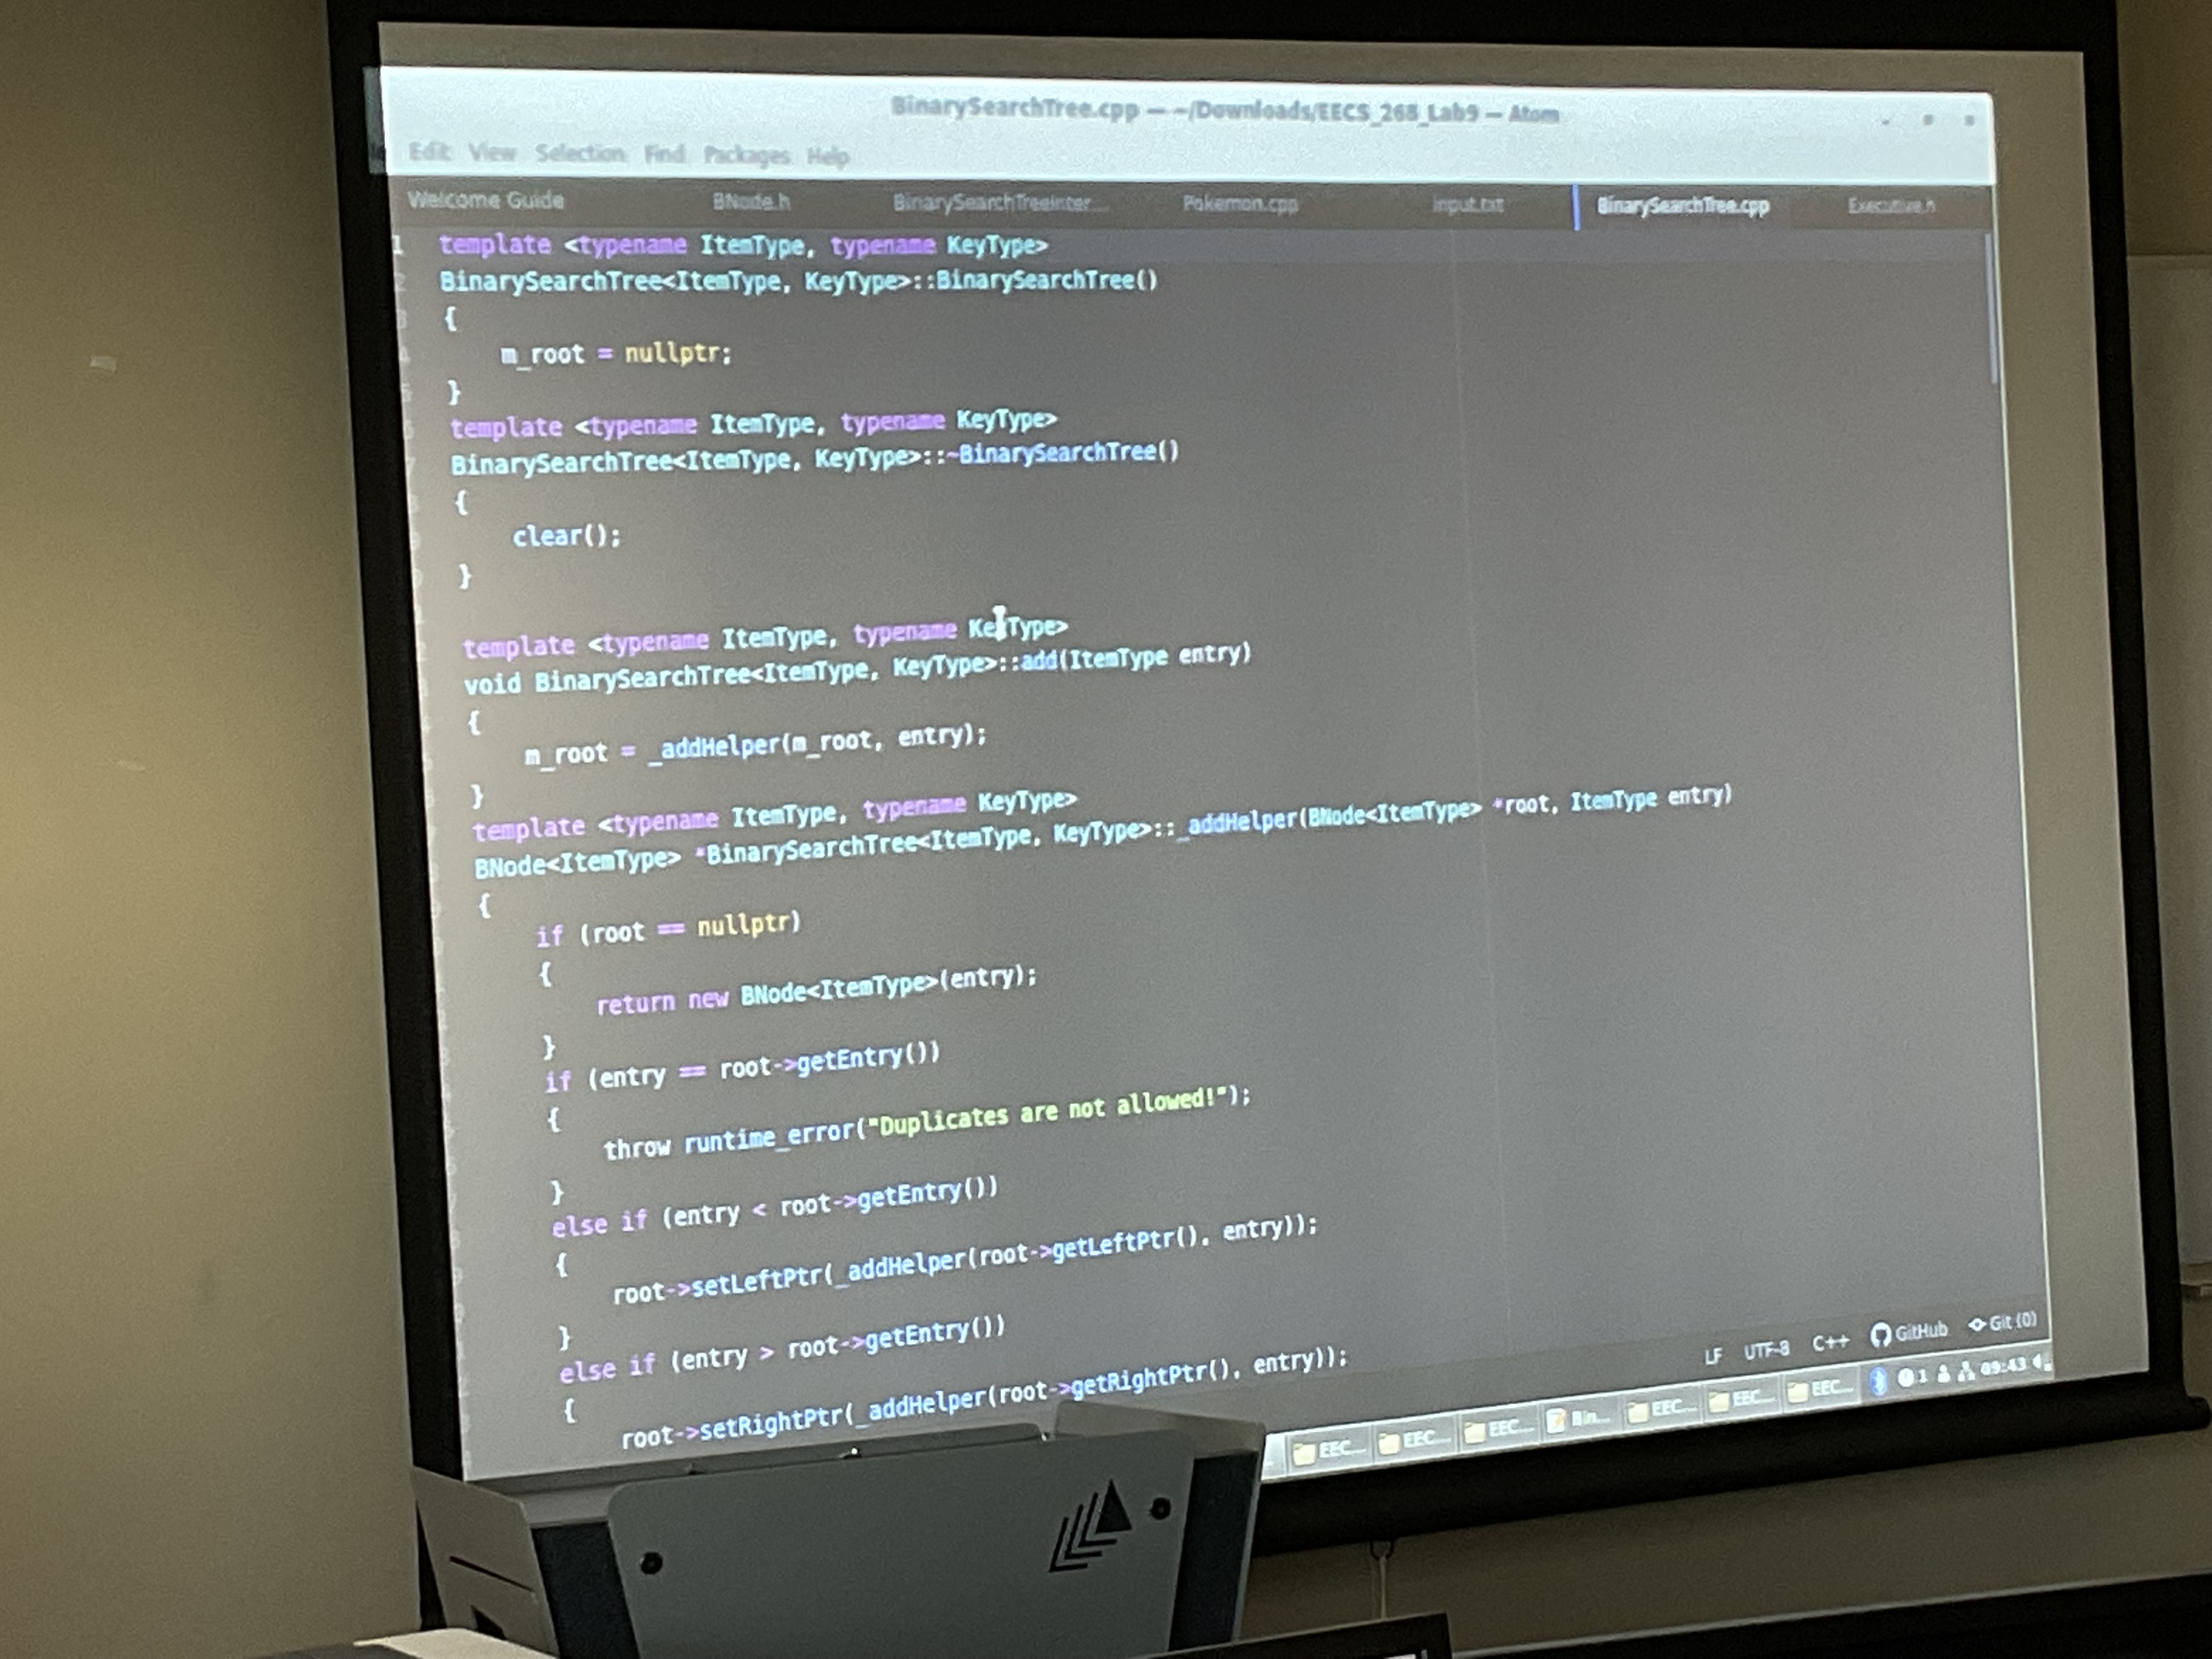 BinarySearchTree.cpp — ~/Downloads/EECS_268_Lab9 — Atom
Edit View Selection Find Packages Help
Welcome Guide BNode.h BinarySearchTreeInter... Pokemon.cpp input.txt BinarySearchTree.cpp Executive.h
1 template <typename ItemType, typename KeyType>
BinarySearchTree<ItemType, KeyType>::BinarySearchTree()
{
m_root = nullptr;
}
template <typename ItemType, typename KeyType>
BinarySearchTree<ItemType, KeyType>::~BinarySearchTree()
{
clear();
}
template <typename ItemType, typename KeyType>
void BinarySearchTree<ItemType, KeyType>::add(ItemType entry)
{
m_root = _addHelper(m_root, entry);
}
template <typename ItemType, typename KeyType>
BNode<ItemType> *BinarySearchTree<ItemType, KeyType>::_addHelper(BNode<ItemType> *root, ItemType entry)
{
if (root == nullptr)
{
return new BNode<ItemType>(entry);
}
if (entry == root->getEntry())
{
throw runtime_error("Duplicates are not allowed!");
}
else if (entry < root->getEntry())
{
root->setLeftPtr(_addHelper(root->getLeftPtr(), entry));
}
else if (entry > root->getEntry())
{
root->setRightPtr(_addHelper(root->getRightPtr(), entry));
LF UTF-8 C++ GitHub Git (0)
EEC... EEC... EEC... Bin... EEC... EEC... EEC... 1 09:43